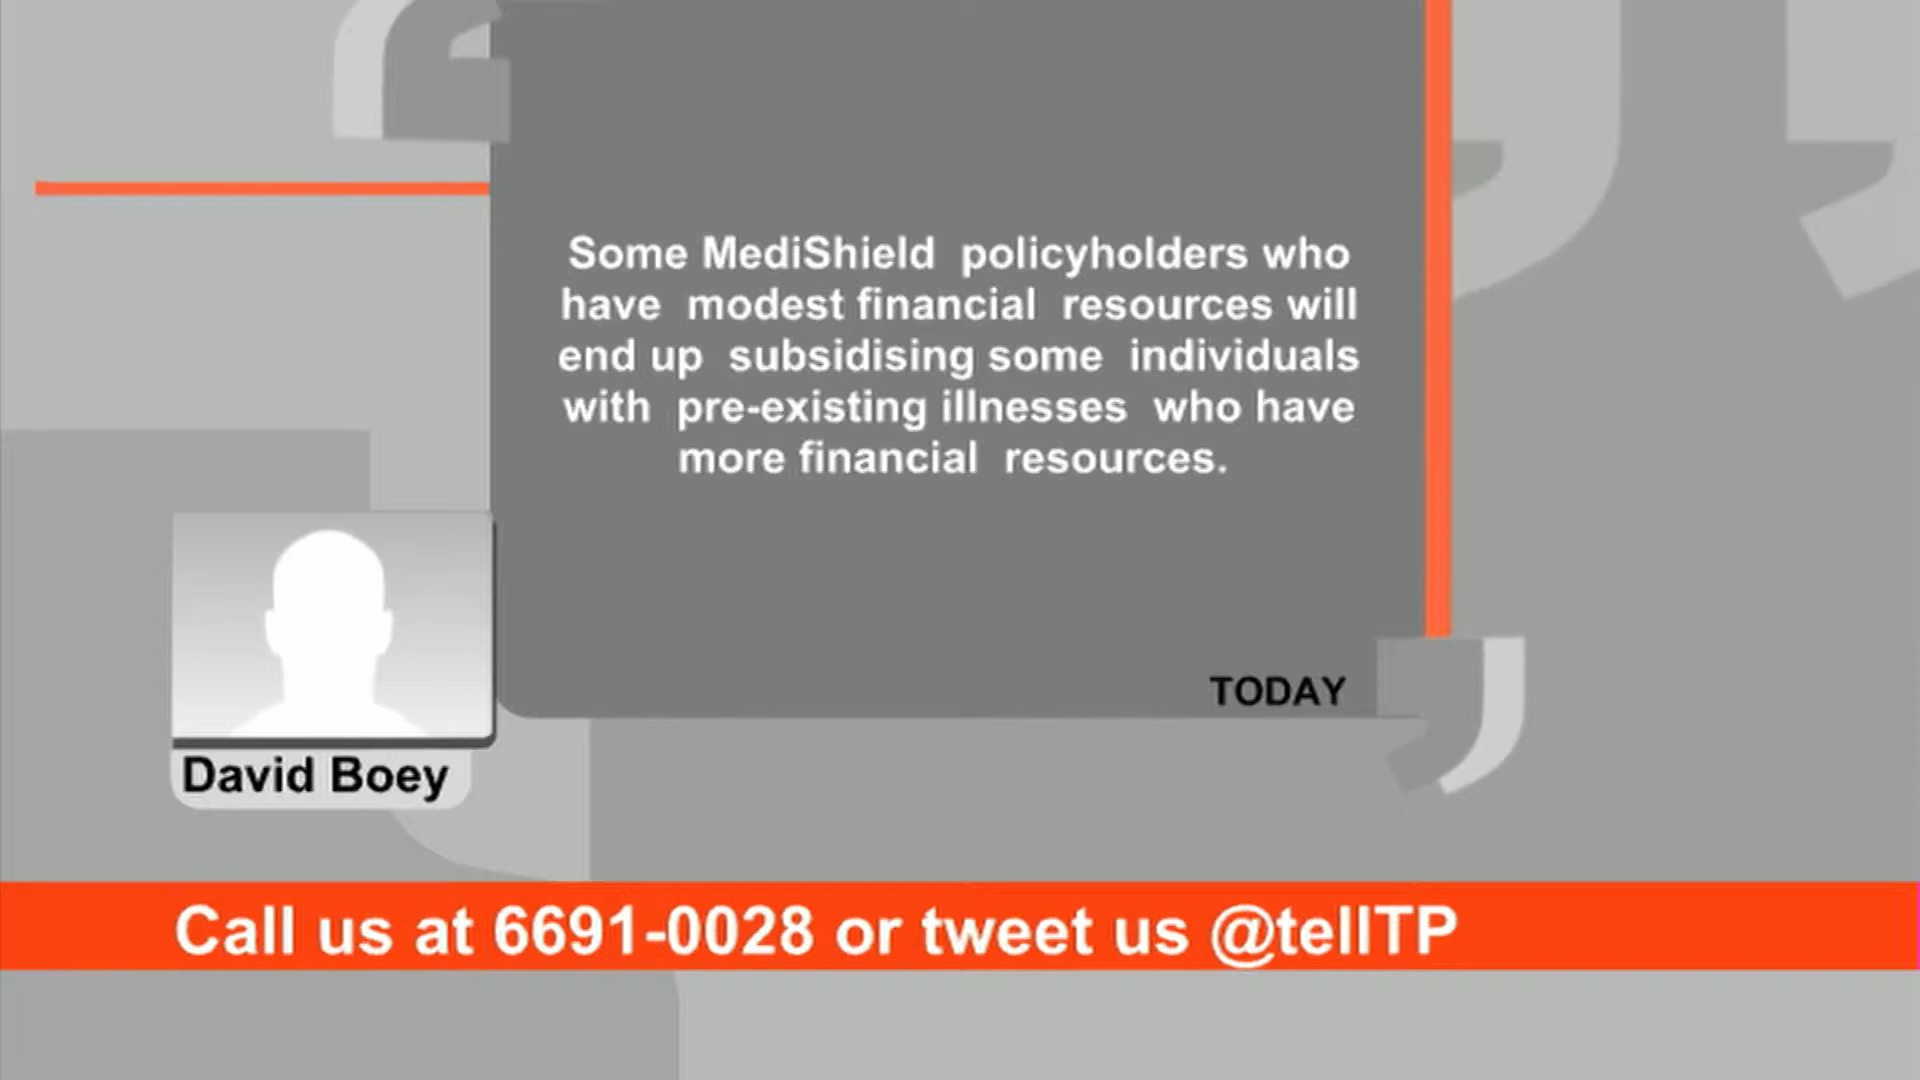 Some MediShield policyholders who
have modest financial resources will
end up subsidising some individuals
with pre-existing illnesses who have
more financial resources.
TODAY
David Boey
Call us at 6691-0028 or tweet us @tellTP